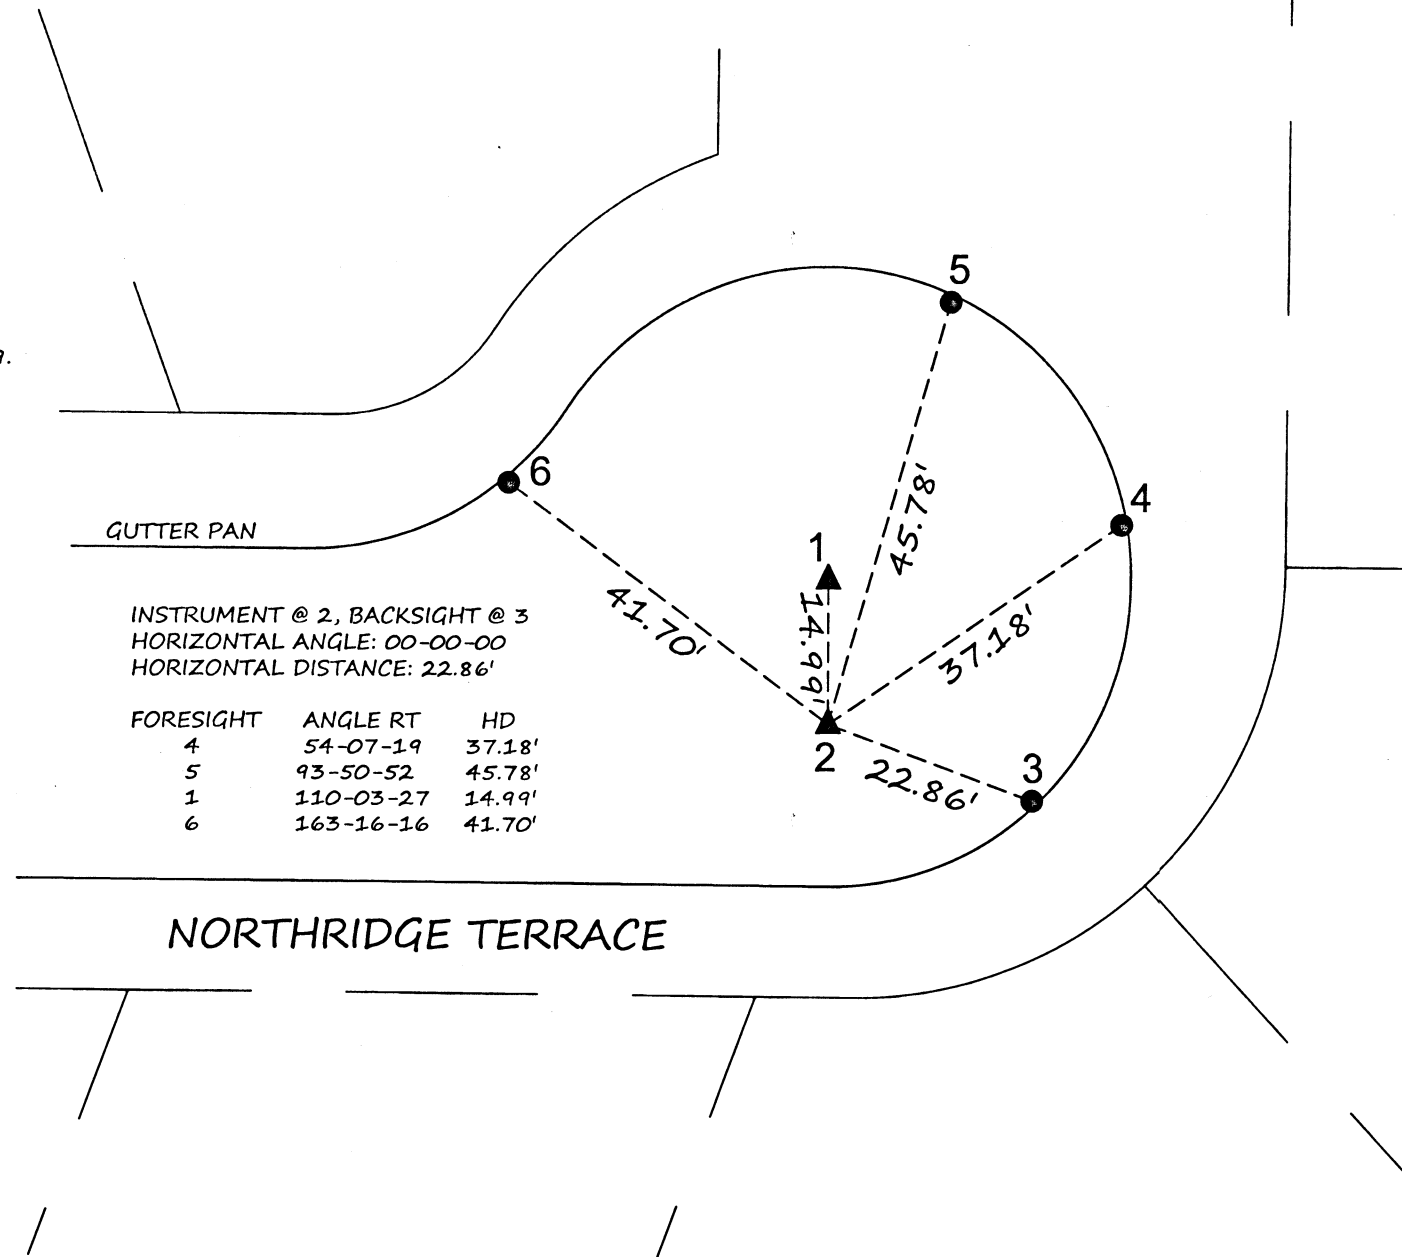 5
4
9.
6
1
GUTTER PAN
45.78'
14.99'
41.70'
37.18'
INSTRUMENT @ 2, BACKSIGHT @ 3
HORIZONTAL ANGLE: 00-00-00
HORIZONTAL DISTANCE: 22.86'
FORESIGHT ANGLE RT HD
4 54-07-19 37.18'
5 93-50-52 45.78'
1 110-03-27 14.99'
6 163-16-16 41.70'
2
22.86'
3
NORTHRIDGE TERRACE